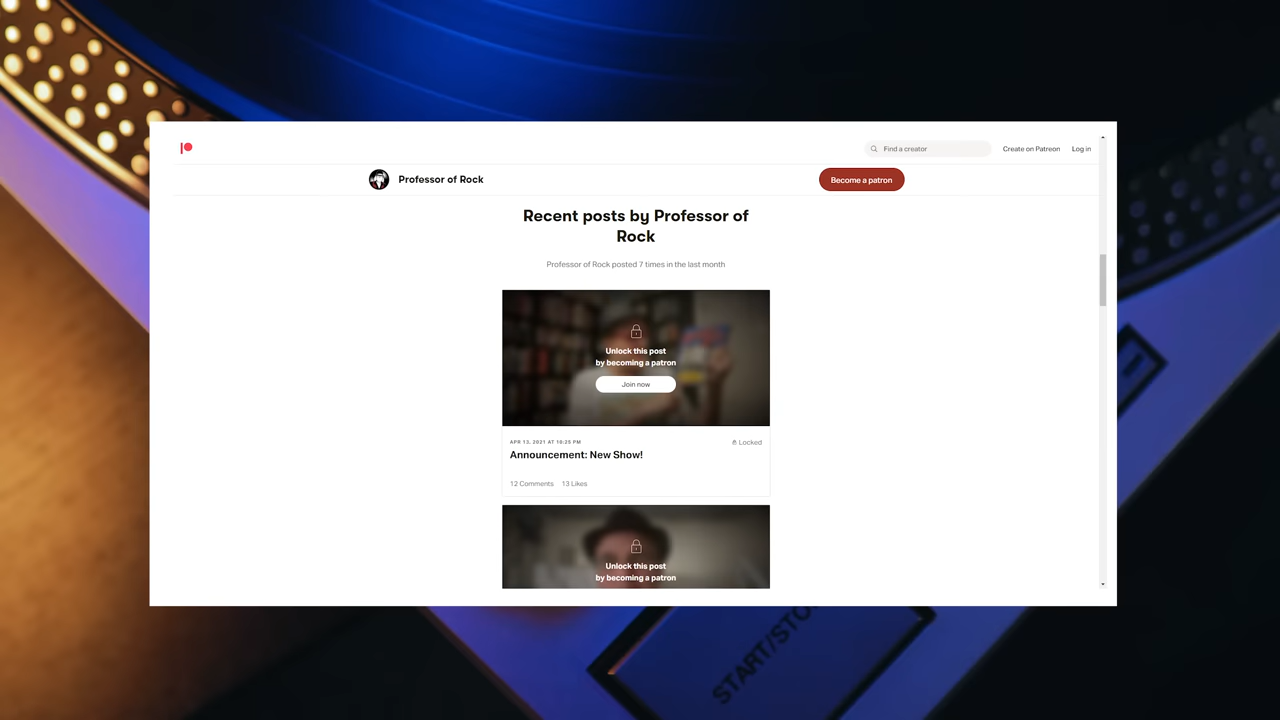 Find a creator
Create on Patreon
Log in
Professor of Rock
Become a patron
Recent posts by Professor of
Rock
Professor of Rock posted 7 times in the last month
Unlock this post
by becoming a patron
Join now
APR 13, 2021 AT 10:25 PM
Locked
Announcement: New Show!
12 Comments
13 Likes
Unlock this post
by becoming a patron
START/STO